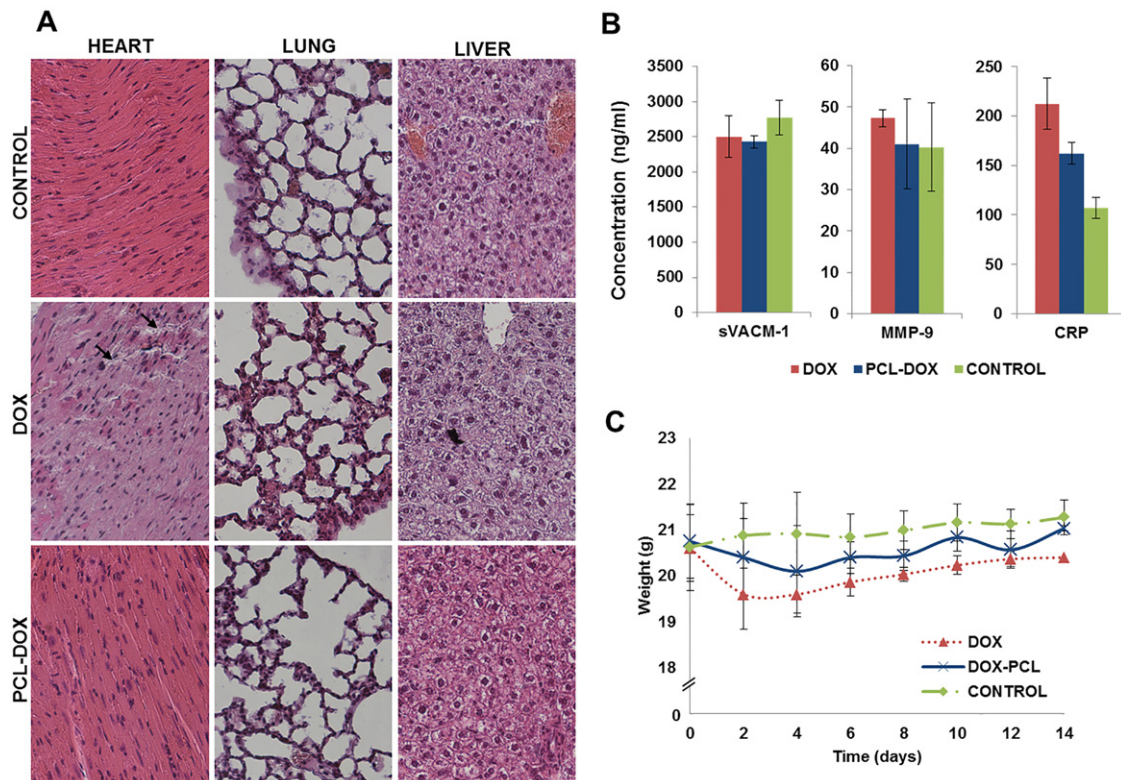 A
HEART LUNG LIVER
CONTROL
DOX
PCL-DOX
B
Concentration (ng/ml)
3500
3000
2500
2000
1500
1000
500
0
sVACM-1
60
50
40
30
20
10
0
MMP-9
250
200
150
100
50
0
CRP
DOX PCL-DOX CONTROL
C
Weight (g)
23
22
21
20
19
18
0
DOX
DOX-PCL
CONTROL
0 2 4 6 8 10 12 14
Time (days)